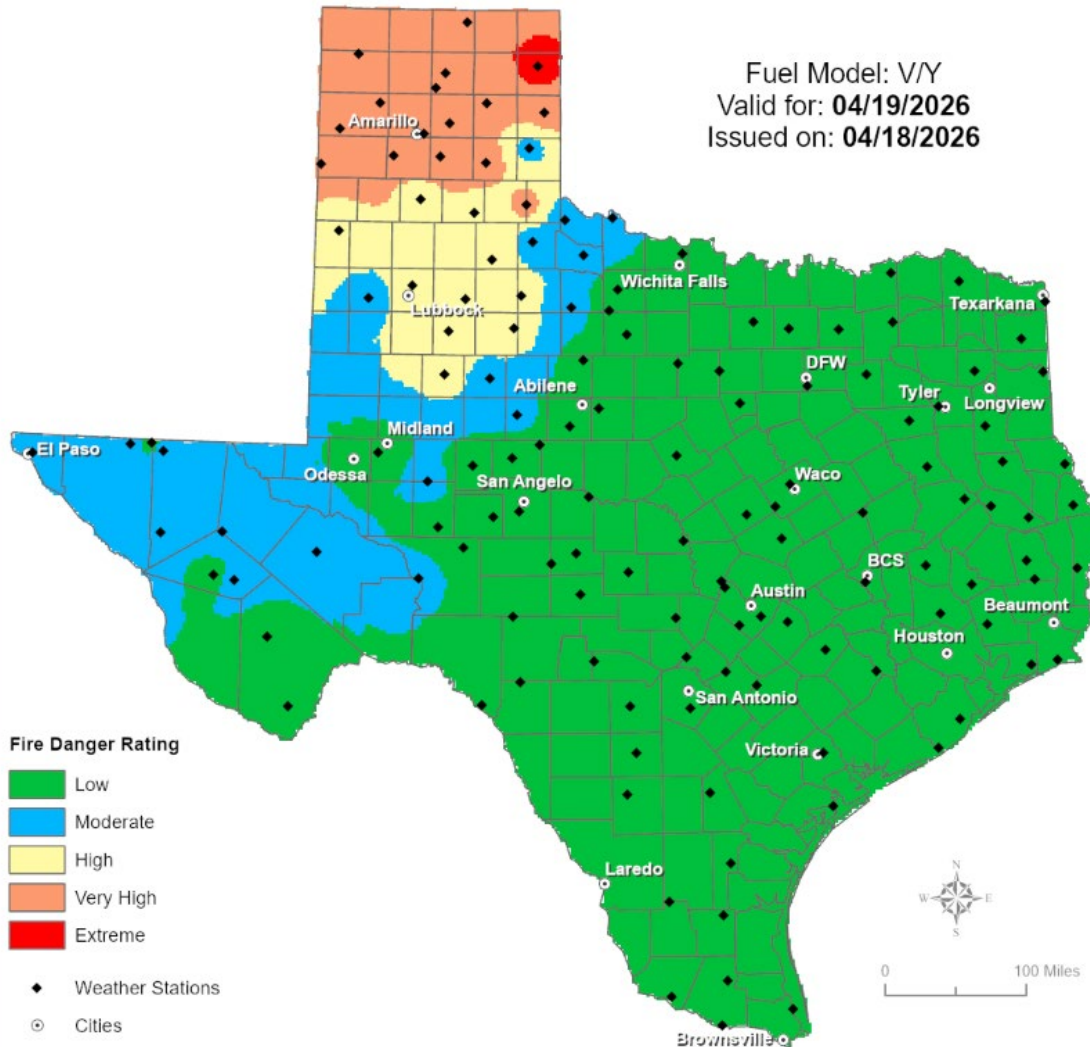 Fuel Model: V/Y
Valid for: 04/19/2026
Issued on: 04/18/2026
Amarillo
Lubbock
Wichita Falls
Texarkana
DFW
Abilene
Tyler
Longview
Midland
El Paso
Odessa
San Angelo
Waco
BCS
Austin
Beaumont
Houston
San Antonio
Victoria
Laredo
Brownsville
Fire Danger Rating
Low
Moderate
High
Very High
Extreme
Weather Stations
Cities
N
W E
S
0 100 Miles